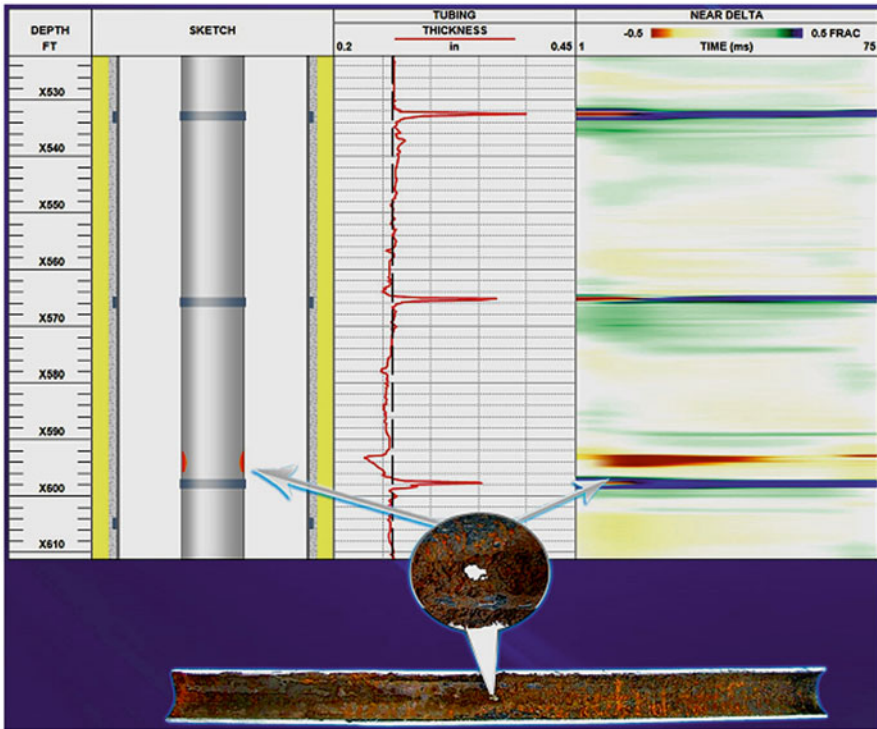 DEPTH
FT
SKETCH
TUBING
THICKNESS
0.2 in 0.45
NEAR DELTA
-0.5 0.5 FRAC
1 TIME (ms) 75
X530
X540
X550
X560
X570
X580
X590
X600
X610